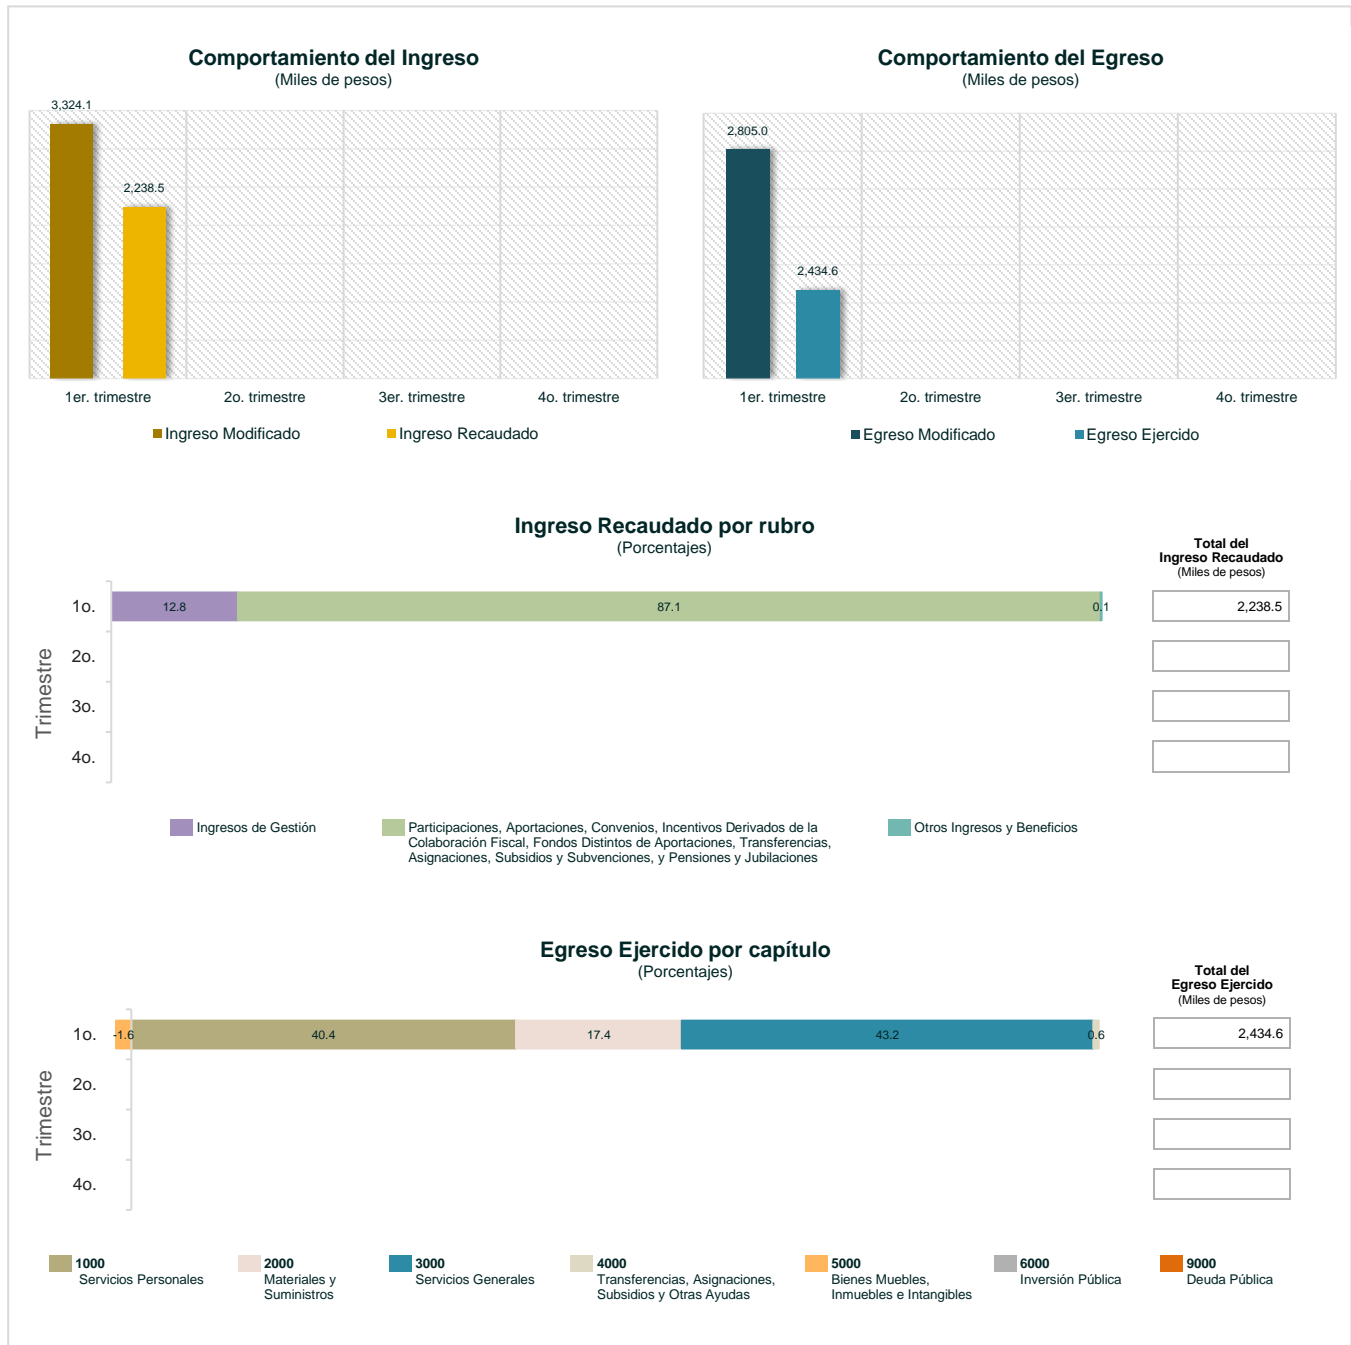 Comportamiento del Ingreso
(Miles de pesos)
3,324.1
2,238.5
1er. trimestre
2o. trimestre
3er. trimestre
4o. trimestre
Ingreso Modificado
Ingreso Recaudado
Comportamiento del Egreso
(Miles de pesos)
2,805.0
2,434.6
1er. trimestre
2o. trimestre
3er. trimestre
4o. trimestre
Egreso Modificado
Egreso Ejercido
Ingreso Recaudado por rubro
(Porcentajes)
Total del
Ingreso Recaudado
(Miles de pesos)
Trimestre
1o.
12.8
87.1
0.1
2,238.5
2o.
3o.
4o.
Ingresos de Gestión
Participaciones, Aportaciones, Convenios, Incentivos Derivados de la
Colaboración Fiscal, Fondos Distintos de Aportaciones, Transferencias,
Asignaciones, Subsidios y Subvenciones, y Pensiones y Jubilaciones
Otros Ingresos y Beneficios
Egreso Ejercido por capítulo
(Porcentajes)
Total del
Egreso Ejercido
(Miles de pesos)
Trimestre
1o.
-1.6
40.4
17.4
43.2
0.6
2,434.6
2o.
3o.
4o.
1000
Servicios Personales
2000
Materiales y
Suministros
3000
Servicios Generales
4000
Transferencias, Asignaciones,
Subsidios y Otras Ayudas
5000
Bienes Muebles,
Inmuebles e Intangibles
6000
Inversión Pública
9000
Deuda Pública